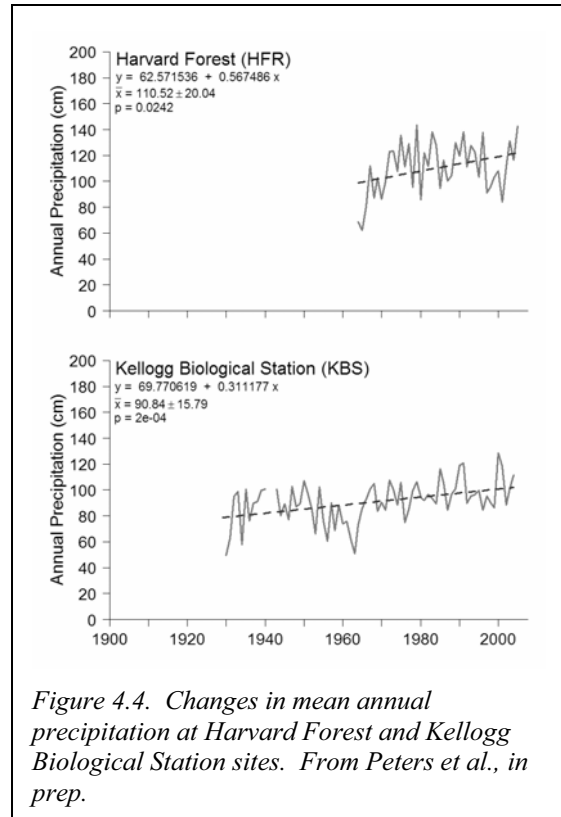 Harvard Forest (HFR)
y = 62.571536 + 0.567486 x
x̄ = 110.52 ± 20.04
p = 0.0242
Annual Precipitation (cm)
200
180
160
140
120
100
80
60
40
20
0
Kellogg Biological Station (KBS)
y = 69.770619 + 0.311177 x
x̄ = 90.84 ± 15.79
p = 2e-04
Annual Precipitation (cm)
200
180
160
140
120
100
80
60
40
20
0
1900 1920 1940 1960 1980 2000
Figure 4.4. Changes in mean annual
precipitation at Harvard Forest and Kellogg
Biological Station sites. From Peters et al., in
prep.